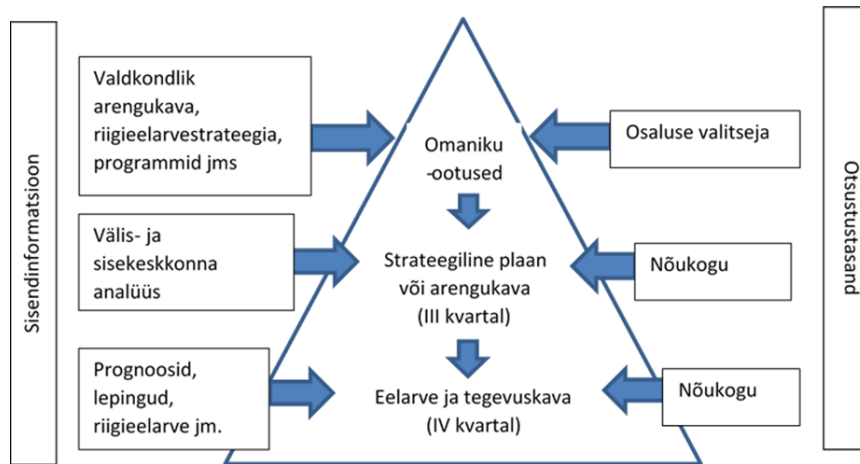 Sisendinformatsioon
Valdkondlik
arengukava,
riigieelarvestrateegia,
programmid jms
Omaniku
-ootused
Osaluse valitseja
Välis- ja
sisekeskkonna
analüüs
Strateegiline plaan
või arengukava
(III kvartal)
Nõukogu
Prognoosid,
lepingud,
riigieelarve jm.
Eelarve ja tegevuskava
(IV kvartal)
Nõukogu
Otsustustasand